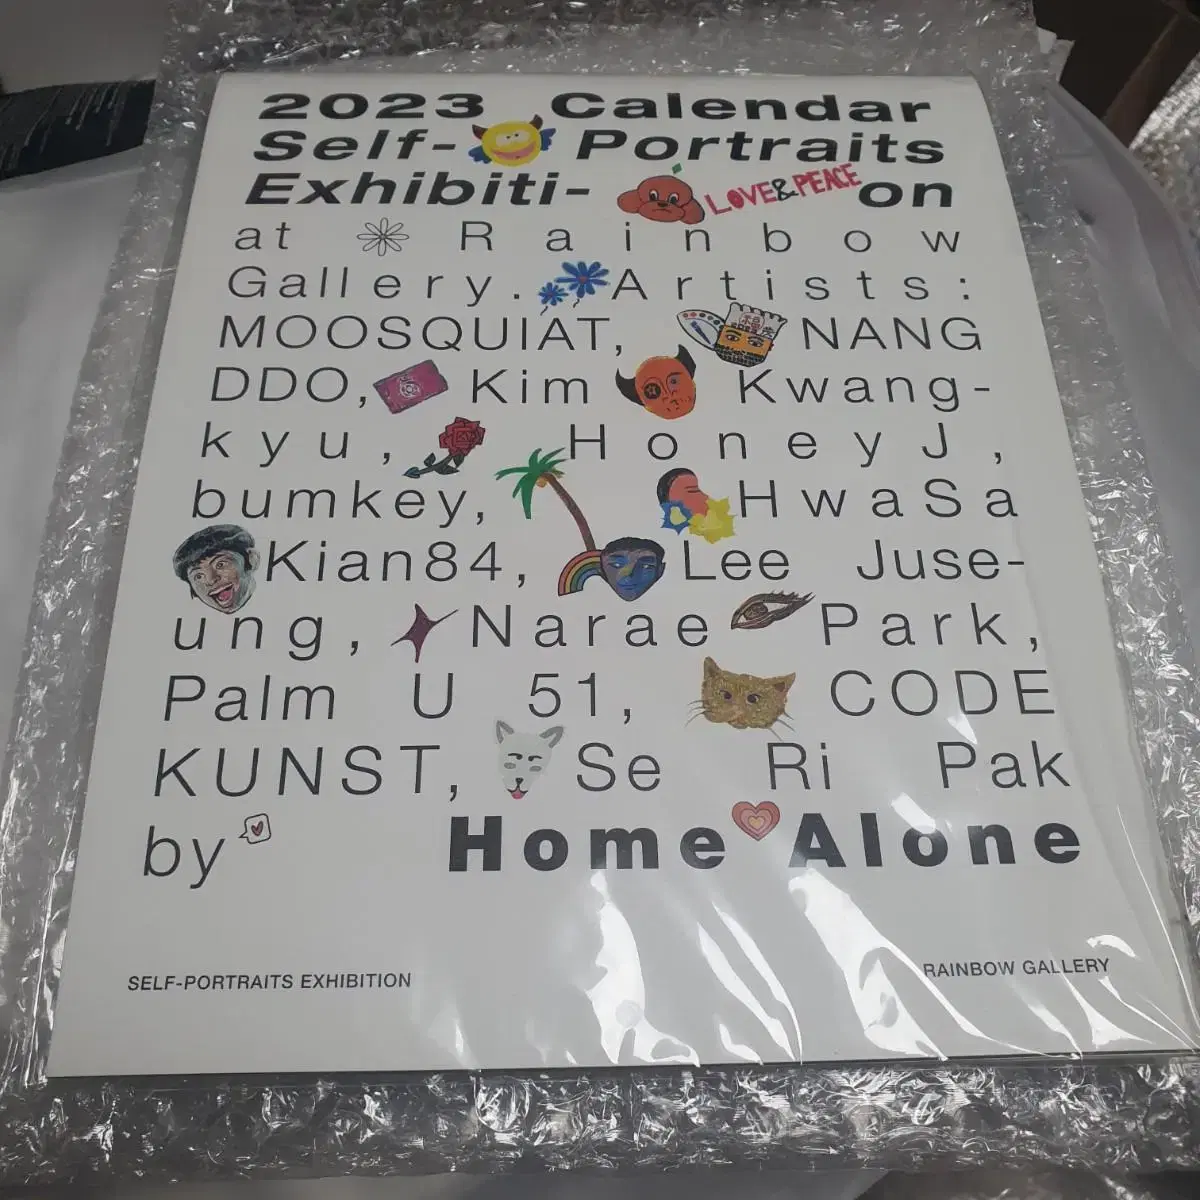 2023 Calendar
Self- Portraits
Exhibiti- LOVE&PEACE on
at Rainbow
Gallery. Artists:
MOOSQUIAT, NANG
DDO, Kim Kwang-
kyu, HoneyJ,
bumkey, HwaSa
Kian84, Lee Juse-
ung, Narae Park,
Palm U 51, CODE
KUNST, Se Ri Pak
by Home Alone
SELF-PORTRAITS EXHIBITION
RAINBOW GALLERY